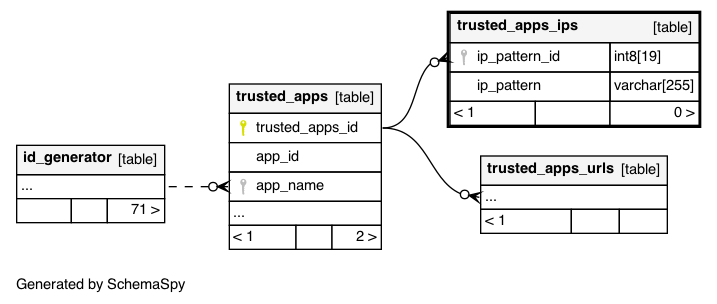 trusted_apps_ips [table]
ip_pattern_id int8[19]
ip_pattern varchar[255]
< 1 0 >
trusted_apps [table]
trusted_apps_id
app_id
app_name
...
< 1 2 >
id_generator [table]
...
71 >
trusted_apps_urls [table]
...
< 1
Generated by SchemaSpy